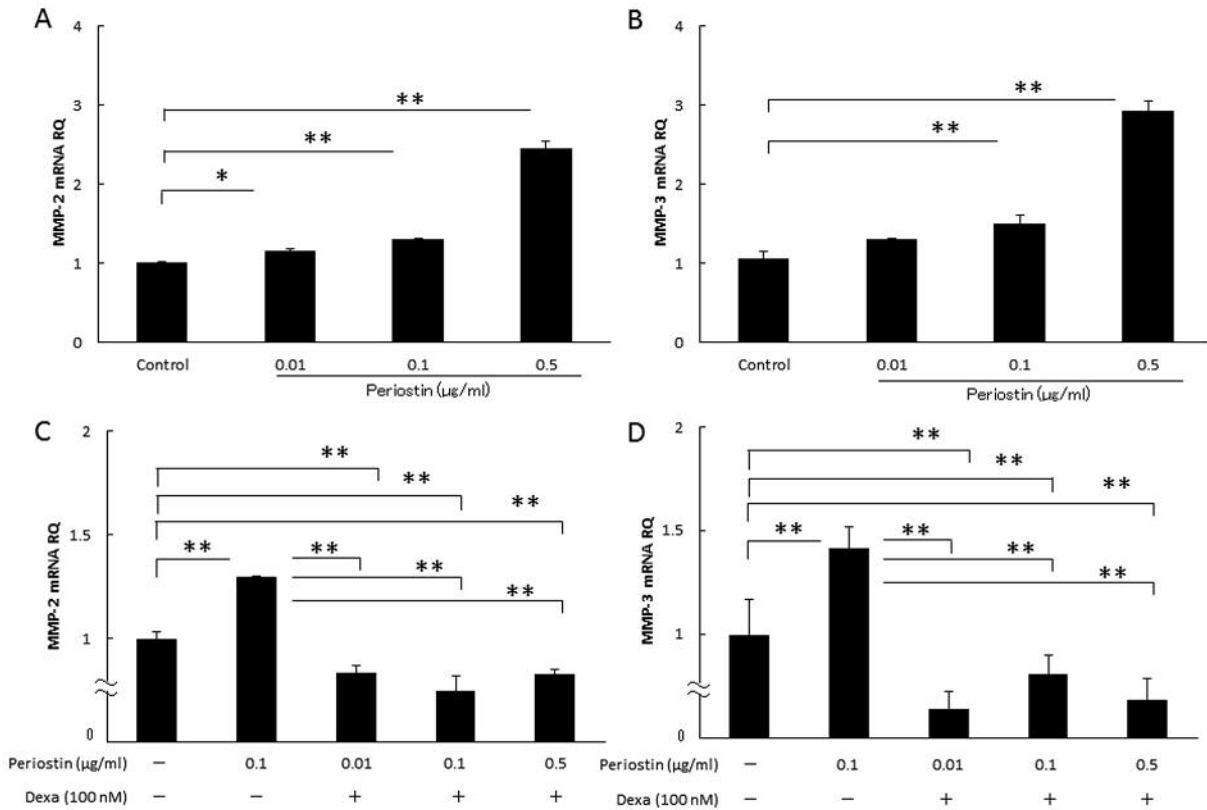 A
MMP-2 mRNA RQ
4
3
2
1
0
**
**
*
Control 0.01 0.1 0.5
Periostin (μg/ml)
B
MMP-3 mRNA RQ
4
3
2
1
0
**
**
Control 0.01 0.1 0.5
Periostin (μg/ml)
C
MMP-2 mRNA RQ
2
1.5
1
0
**
**
**
** **
**
**
Periostin (μg/ml) – 0.1 0.01 0.1 0.5
Dexa (100 nM) – – + + +
D
MMP-3 mRNA RQ
2
1.5
1
0
**
**
**
** **
**
**
Periostin (μg/ml) – 0.1 0.01 0.1 0.5
Dexa (100 nM) – – + + +